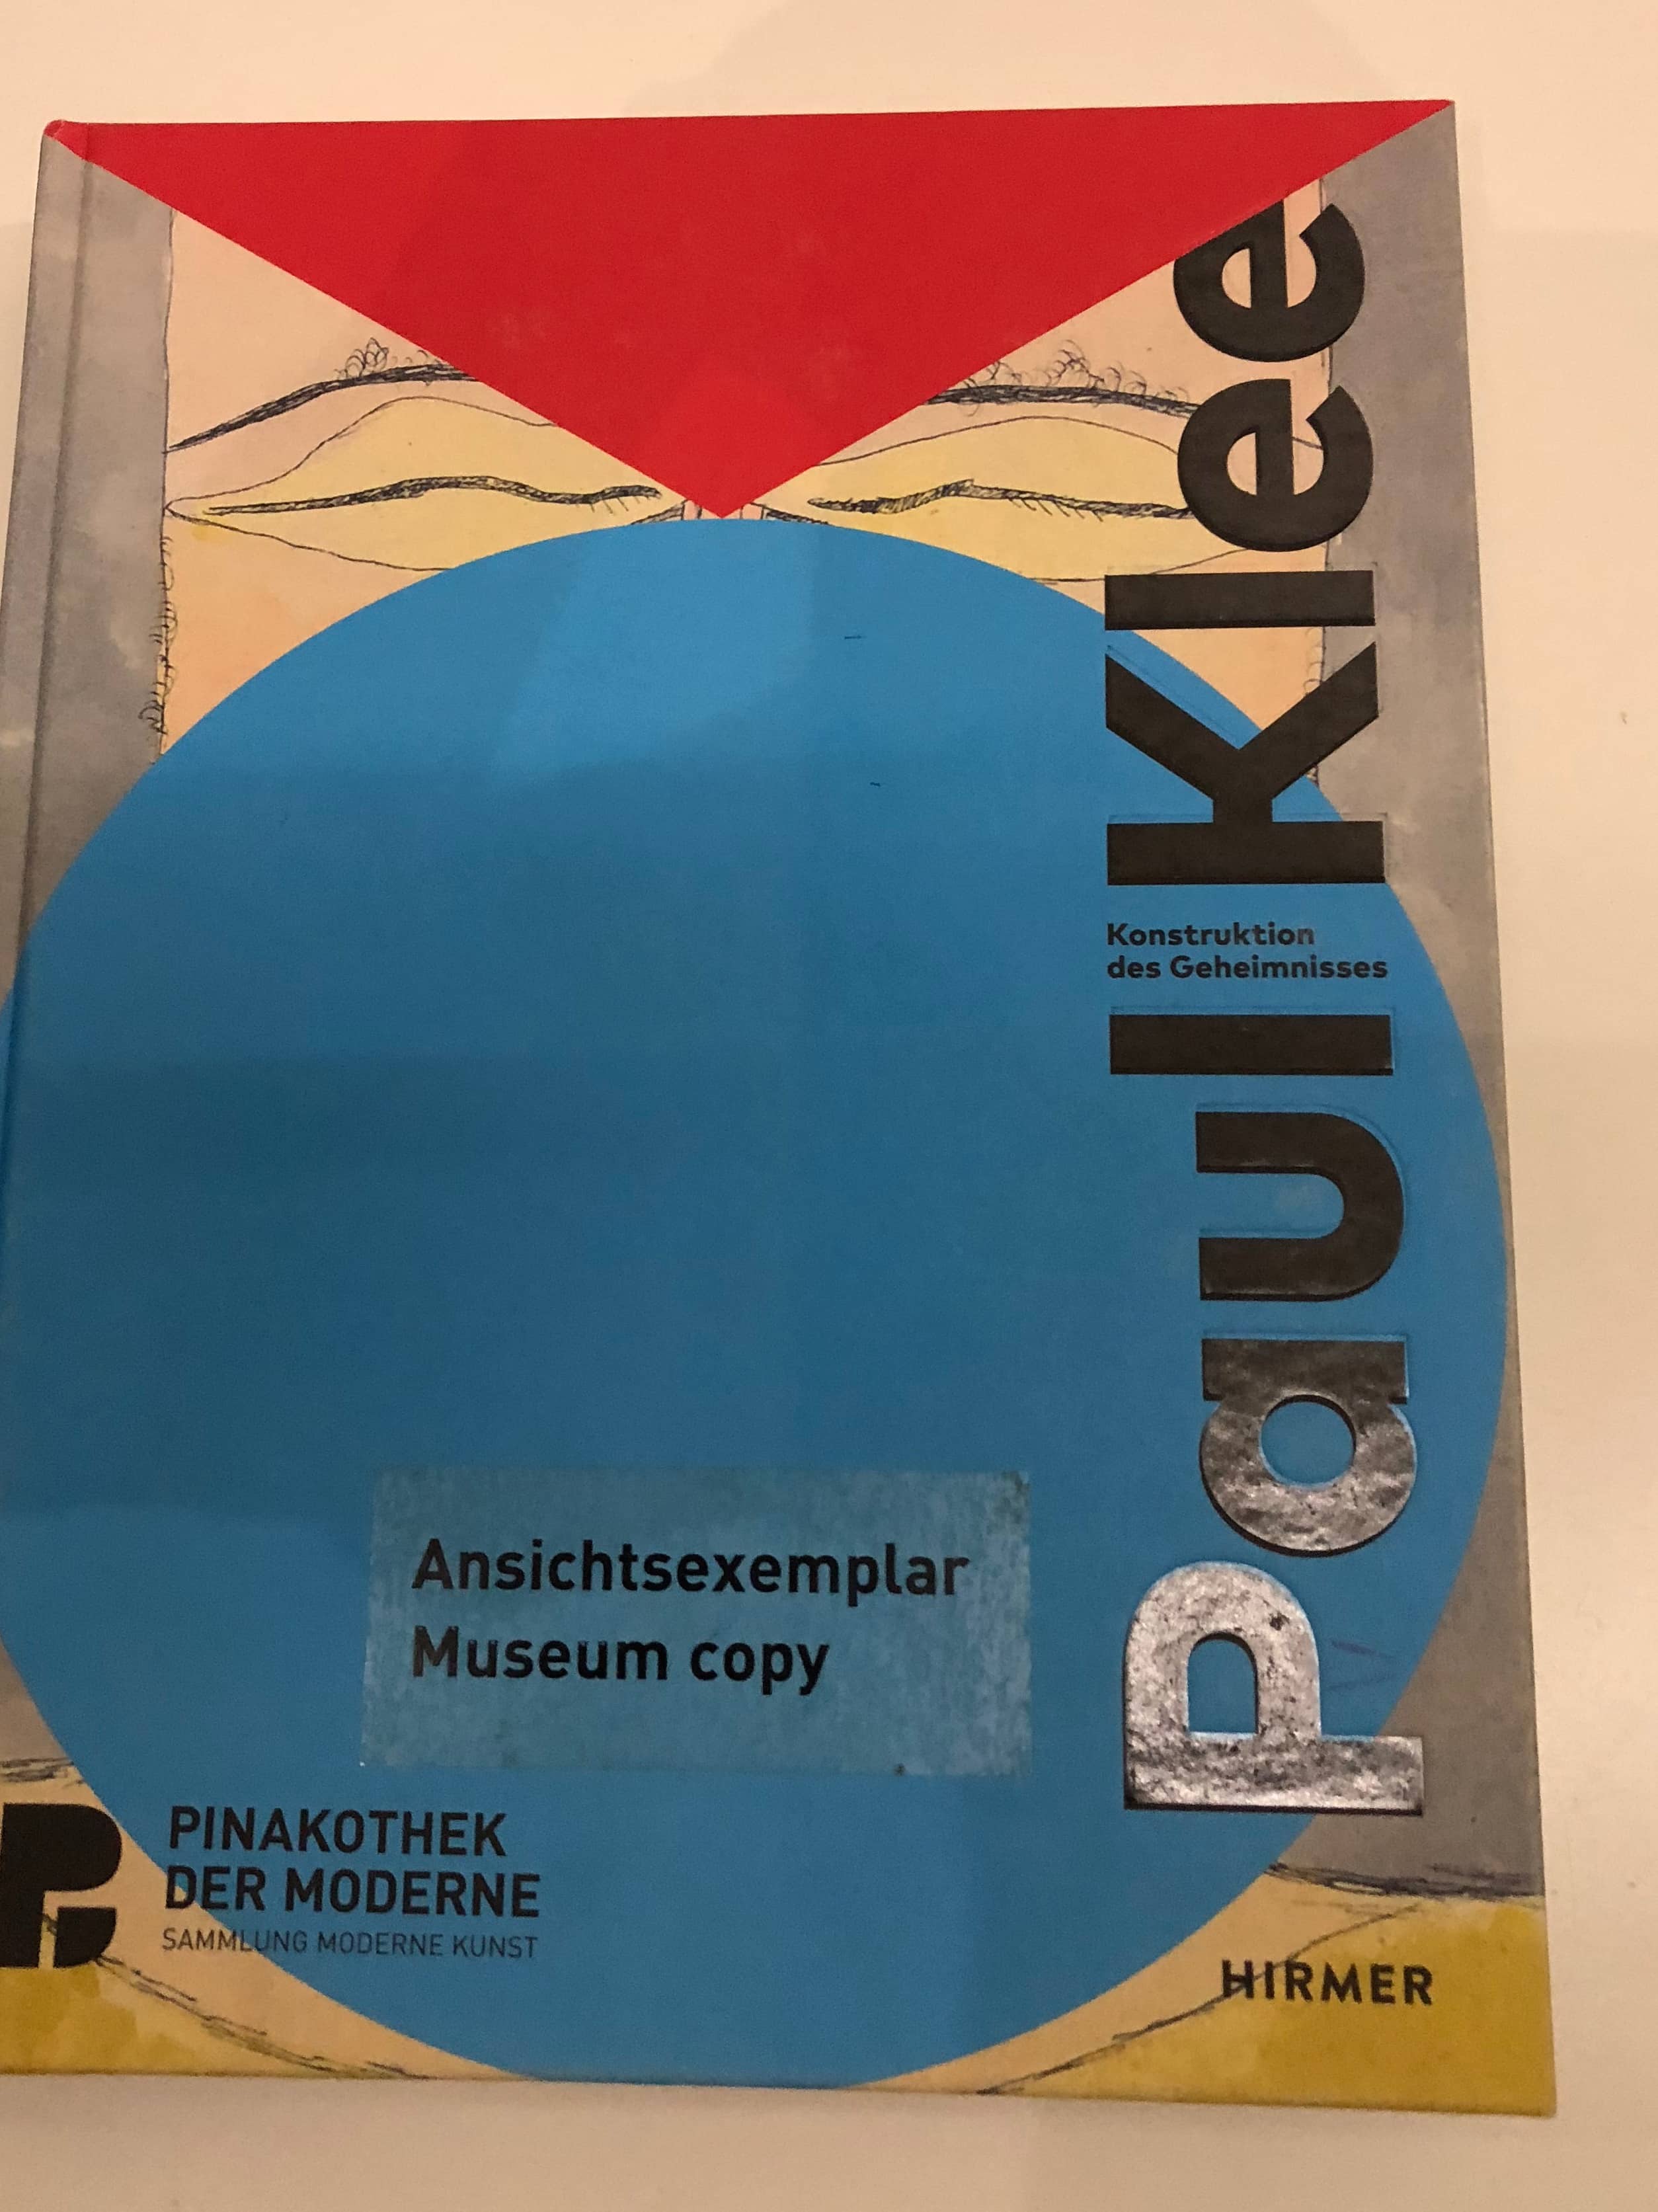 Paul Klee
Konstruktion
des Geheimnisses
Ansichtsexemplar
Museum copy
PINAKOTHEK
DER MODERNE
SAMMLUNG MODERNE KUNST
HIRMER